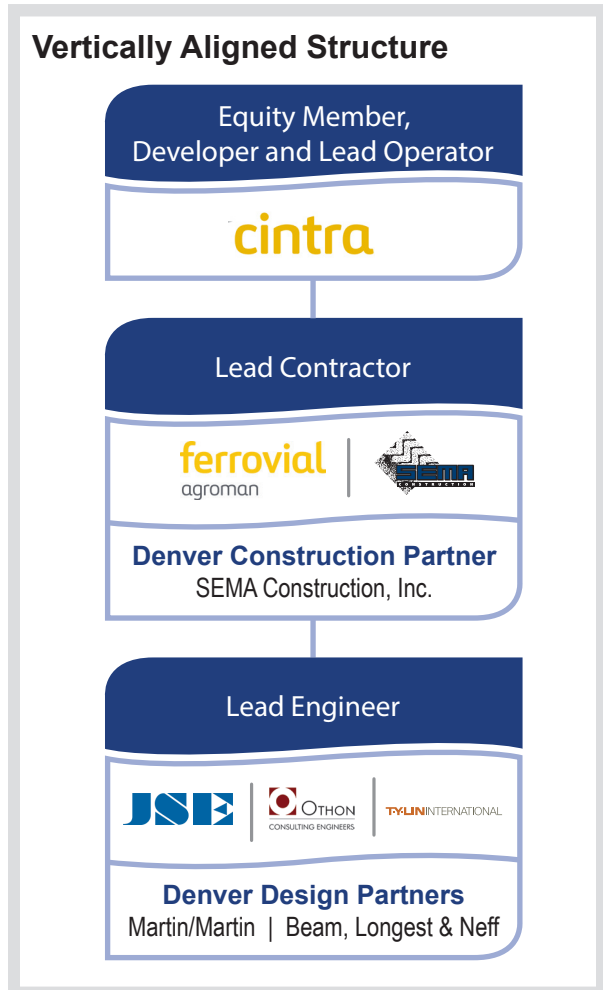 Vertically Aligned Structure
Equity Member,
Developer and Lead Operator
cintra
Lead Contractor
ferrovial
agroman
SEMA
CONSTRUCTION
Denver Construction Partner
SEMA Construction, Inc.
Lead Engineer
JSE
OTHON
CONSULTING ENGINEERS
T·Y·LININTERNATIONAL
Denver Design Partners
Martin/Martin | Beam, Longest & Neff